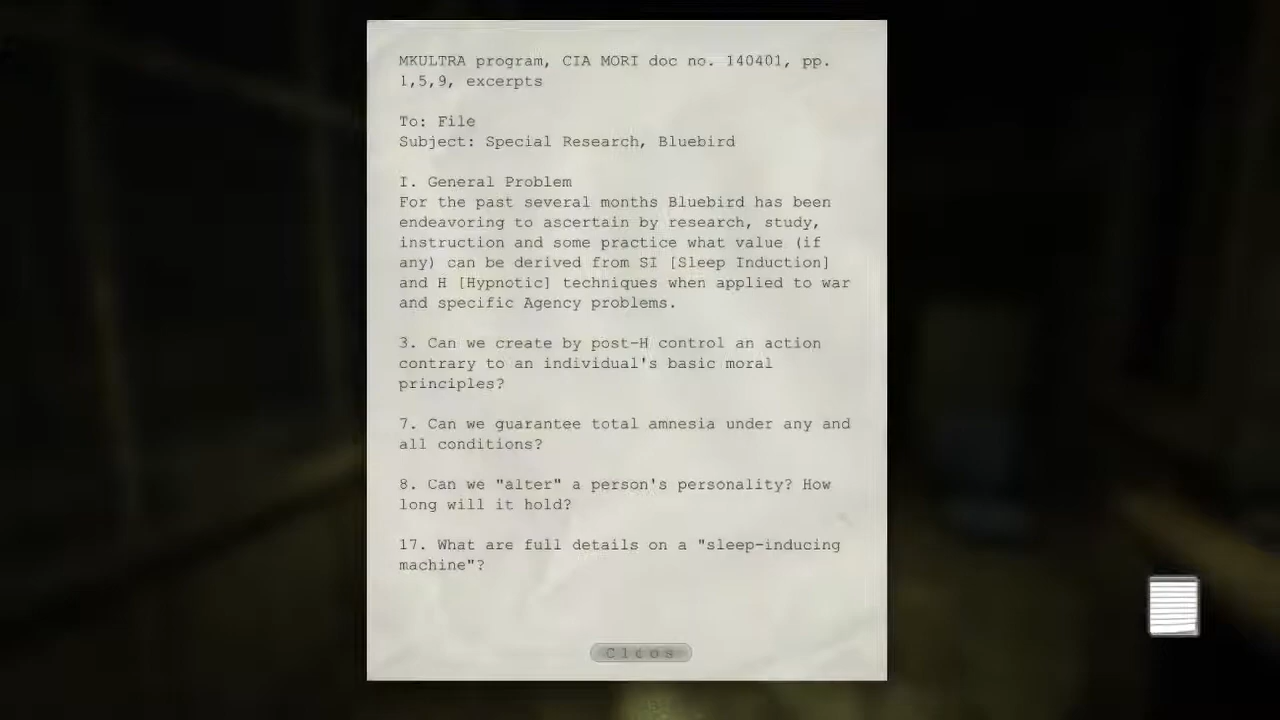 MKULTRA program, CIA MORI doc no. 140401, pp.
1,5,9, excerpts
To: File
Subject: Special Research, Bluebird
I. General Problem
For the past several months Bluebird has been
endeavoring to ascertain by research, study,
instruction and some practice what value (if
any) can be derived from SI [Sleep Induction]
and H [Hypnotic] techniques when applied to war
and specific Agency problems.
3. Can we create by post-H control an action
contrary to an individual's basic moral
principles?
7. Can we guarantee total amnesia under any and
all conditions?
8. Can we "alter" a person's personality? How
long will it hold?
17. What are full details on a "sleep-inducing
machine"?